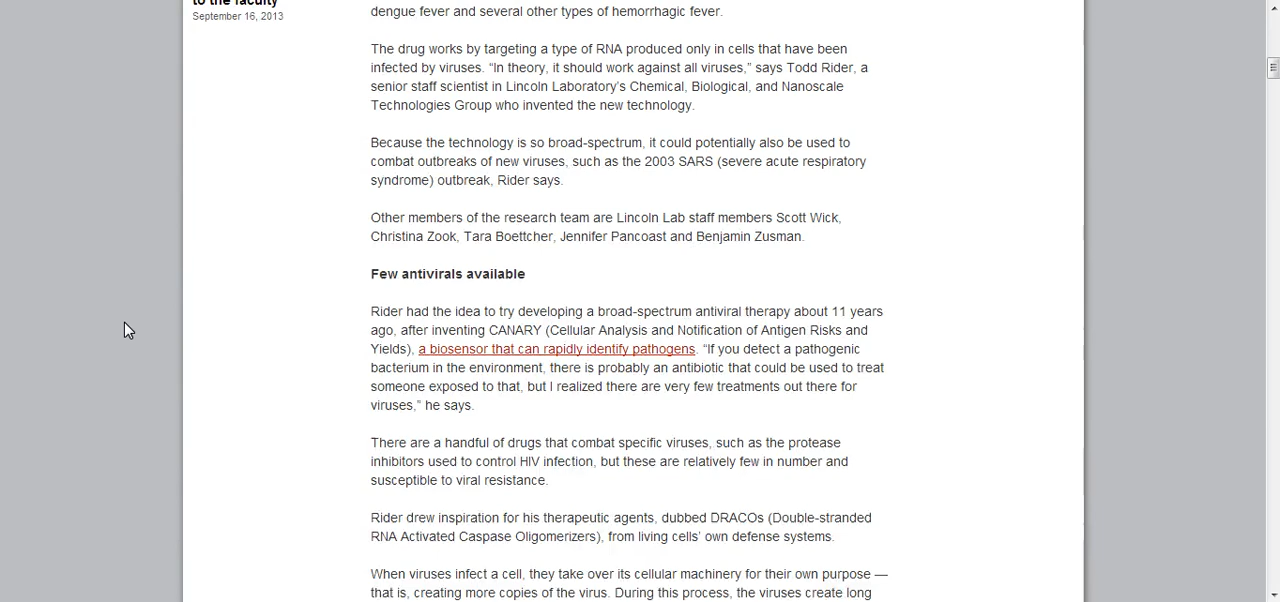 to the faculty
September 16, 2013
dengue fever and several other types of hemorrhagic fever.
The drug works by targeting a type of RNA produced only in cells that have been
infected by viruses. “In theory, it should work against all viruses,” says Todd Rider, a
senior staff scientist in Lincoln Laboratory’s Chemical, Biological, and Nanoscale
Technologies Group who invented the new technology.
Because the technology is so broad-spectrum, it could potentially also be used to
combat outbreaks of new viruses, such as the 2003 SARS (severe acute respiratory
syndrome) outbreak, Rider says.
Other members of the research team are Lincoln Lab staff members Scott Wick,
Christina Zook, Tara Boettcher, Jennifer Pancoast and Benjamin Zusman.
Few antivirals available
Rider had the idea to try developing a broad-spectrum antiviral therapy about 11 years
ago, after inventing CANARY (Cellular Analysis and Notification of Antigen Risks and
Yields), a biosensor that can rapidly identify pathogens. “If you detect a pathogenic
bacterium in the environment, there is probably an antibiotic that could be used to treat
someone exposed to that, but I realized there are very few treatments out there for
viruses,” he says.
There are a handful of drugs that combat specific viruses, such as the protease
inhibitors used to control HIV infection, but these are relatively few in number and
susceptible to viral resistance.
Rider drew inspiration for his therapeutic agents, dubbed DRACOs (Double-stranded
RNA Activated Caspase Oligomerizers), from living cells’ own defense systems.
When viruses infect a cell, they take over its cellular machinery for their own purpose —
that is, creating more copies of the virus. During this process, the viruses create long